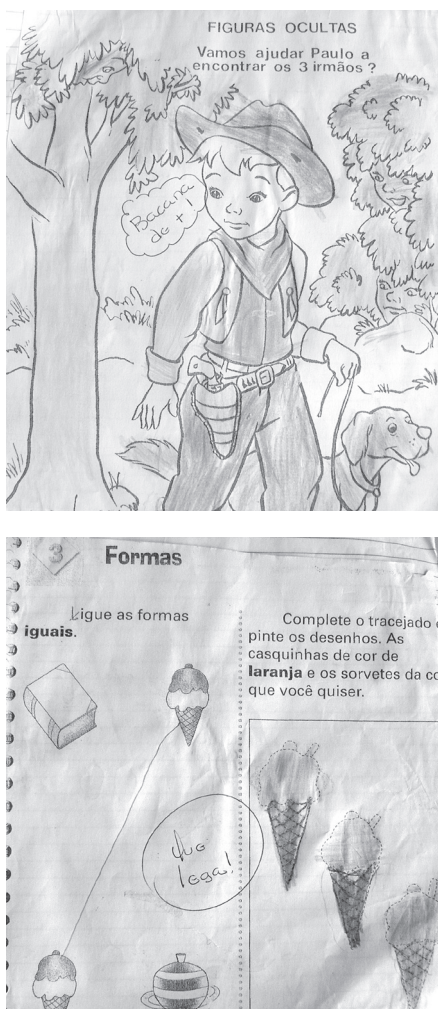 FIGURAS OCULTAS
Vamos ajudar Paulo a
encontrar os 3 irmãos ?
Bacana
do + !
3
Formas
Ligue as formas
iguais.
Complete o tracejado
pinte os desenhos. As
casquinhas de cor de
laranja e os sorvetes da
que você quiser.
Que
legal!